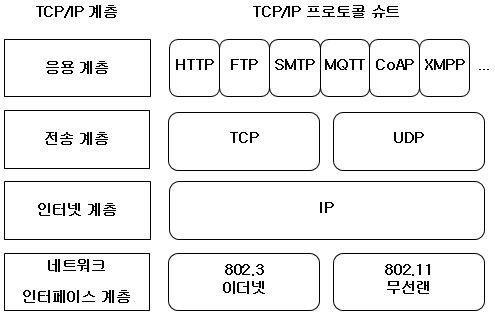 TCP/IP 계층 TCP/IP 프로토콜 슈트
응용 계층 HTTP FTP SMTP MQTT CoAP XMPP ...
전송 계층 TCP UDP
인터넷 계층 IP
네트워크 802.3 802.11
인터페이스 계층 이더넷 무선랜